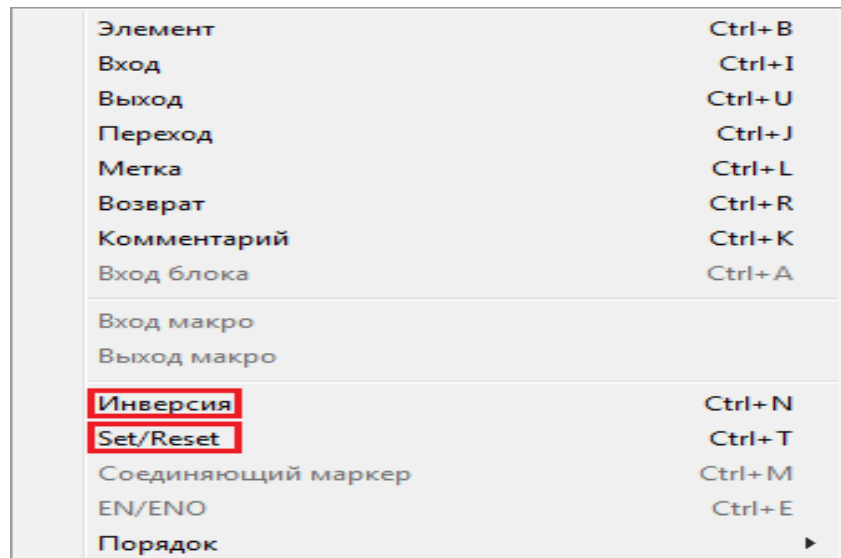 Элемент Ctrl+B
Вход Ctrl+I
Выход Ctrl+U
Переход Ctrl+J
Метка Ctrl+L
Возврат Ctrl+R
Комментарий Ctrl+K
Вход блока Ctrl+A
Вход макро
Выход макро
Инверсия Ctrl+N
Set/Reset Ctrl+T
Соединяющий маркер Ctrl+M
EN/ENO Ctrl+E
Порядок